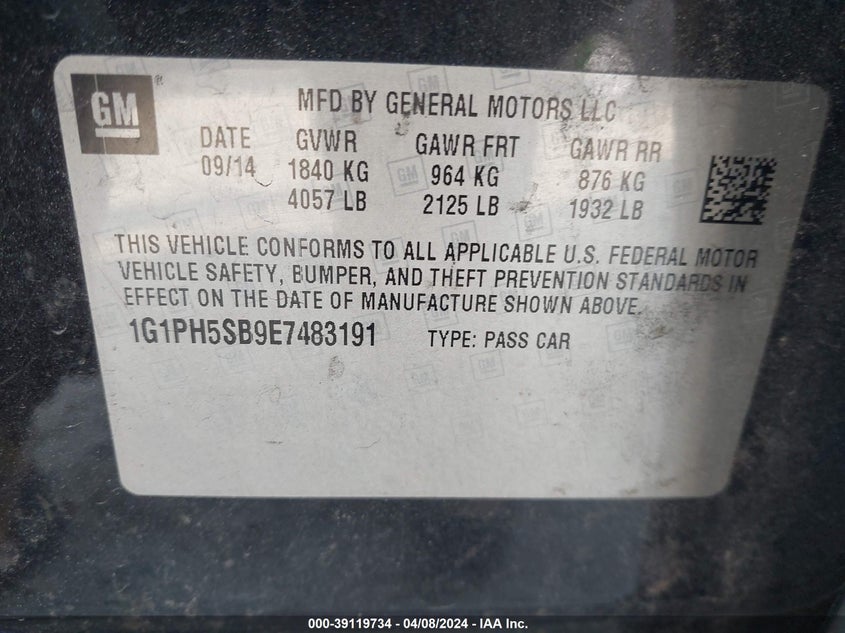 GM ®
MFD BY GENERAL MOTORS LLC
DATE GVWR GAWR FRT GAWR RR
09/14 1840 KG 964 KG 876 KG
4057 LB 2125 LB 1932 LB
THIS VEHICLE CONFORMS TO ALL APPLICABLE U.S. FEDERAL MOTOR
VEHICLE SAFETY, BUMPER, AND THEFT PREVENTION STANDARDS IN
EFFECT ON THE DATE OF MANUFACTURE SHOWN ABOVE.
1G1PH5SB9E7483191 TYPE: PASS CAR
000-39119734 - 04/08/2024 - IAA Inc.